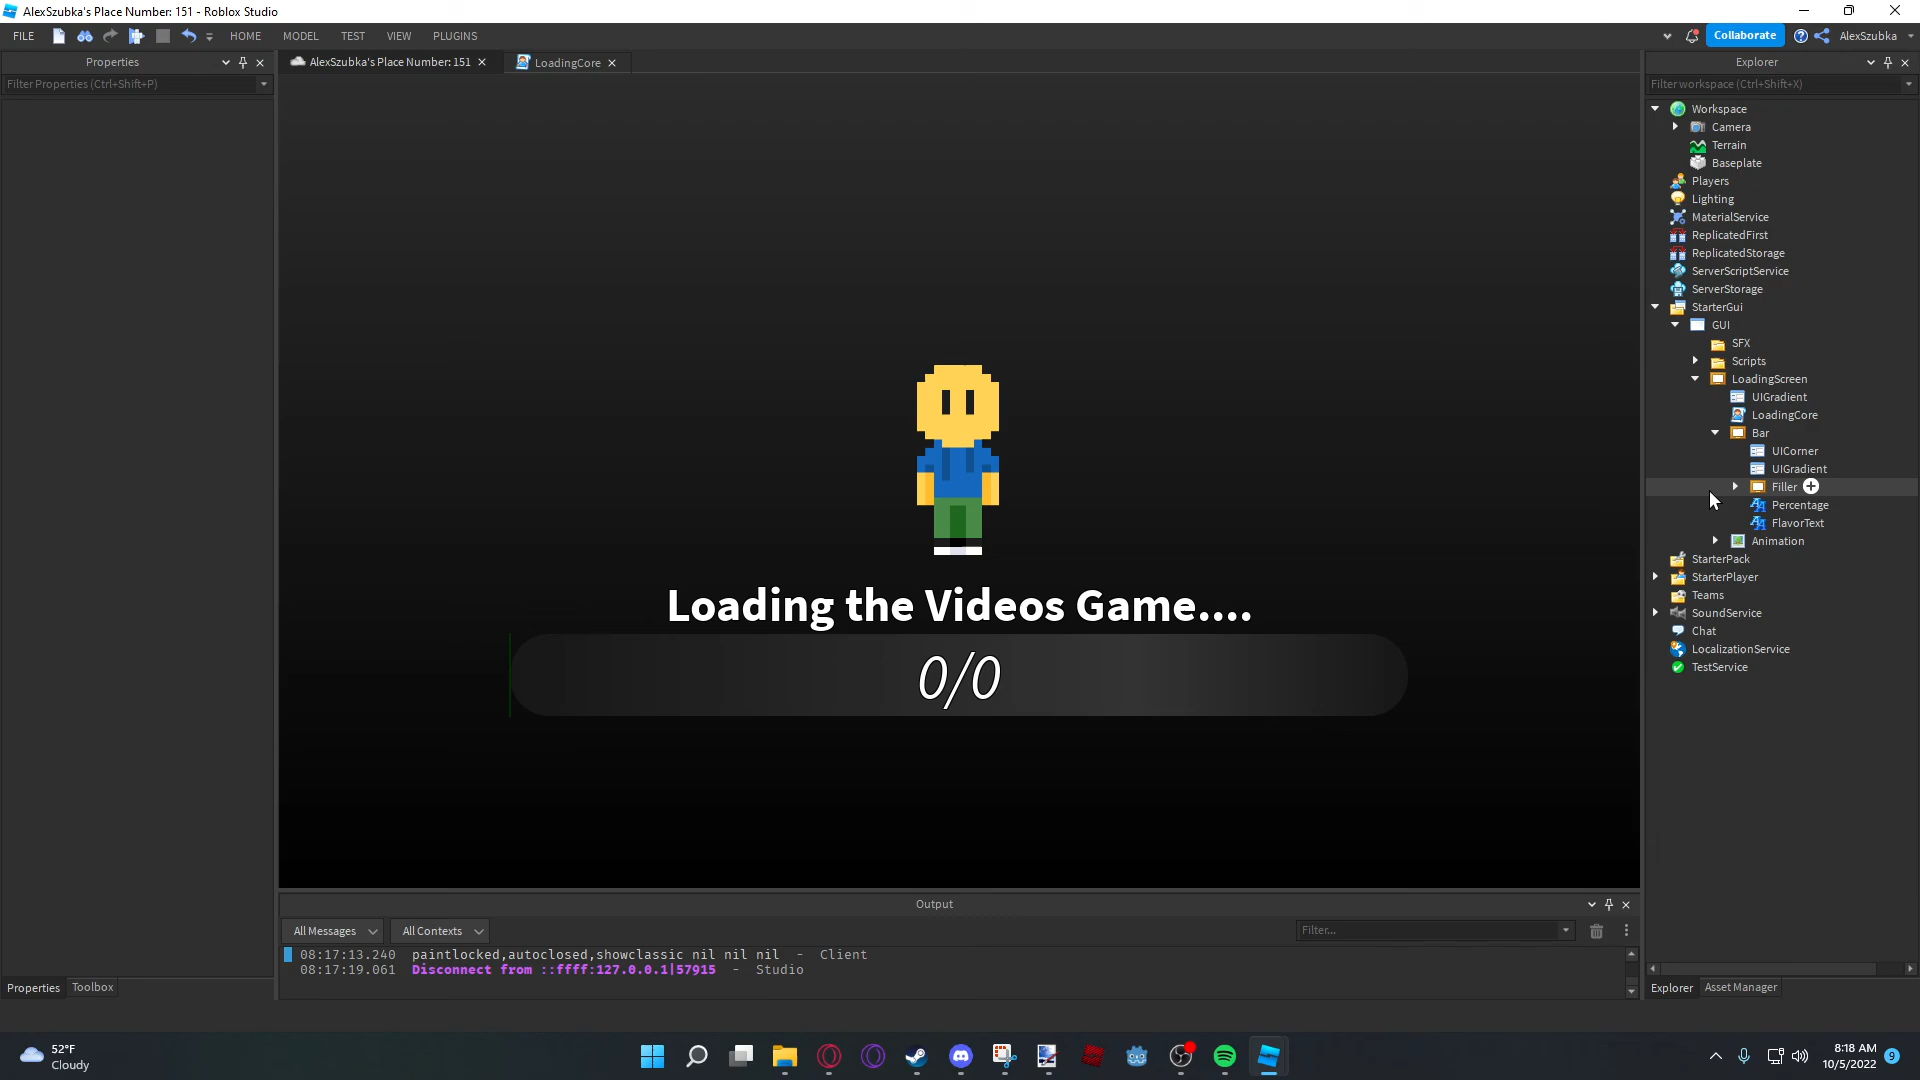 AlexSzubka's Place Number: 151 - Roblox Studio
FILE HOME MODEL TEST VIEW PLUGINS Collaborate AlexSzubka
Properties
Filter Properties (Ctrl+Shift+P)
AlexSzubka's Place Number: 151
LoadingCore
Loading the Videos Game....
0/0
Output
All Messages
All Contexts
Filter...
08:17:13.240 paintlocked,autoclosed,showclassic nil nil nil - Client
08:17:19.061 Disconnect from ::ffff:127.0.0.1|57915 - Studio
Properties Toolbox
Explorer
Filter workspace (Ctrl+Shift+X)
Workspace
Camera
Terrain
Baseplate
Players
Lighting
MaterialService
ReplicatedFirst
ReplicatedStorage
ServerScriptService
ServerStorage
StarterGui
GUI
SFX
Scripts
LoadingScreen
UIGradient
LoadingCore
Bar
UICorner
UIGradient
Filler
Percentage
FlavorText
Animation
StarterPack
StarterPlayer
Teams
SoundService
Chat
LocalizationService
TestService
Explorer Asset Manager
52°F
Cloudy
8:18 AM
10/5/2022
9